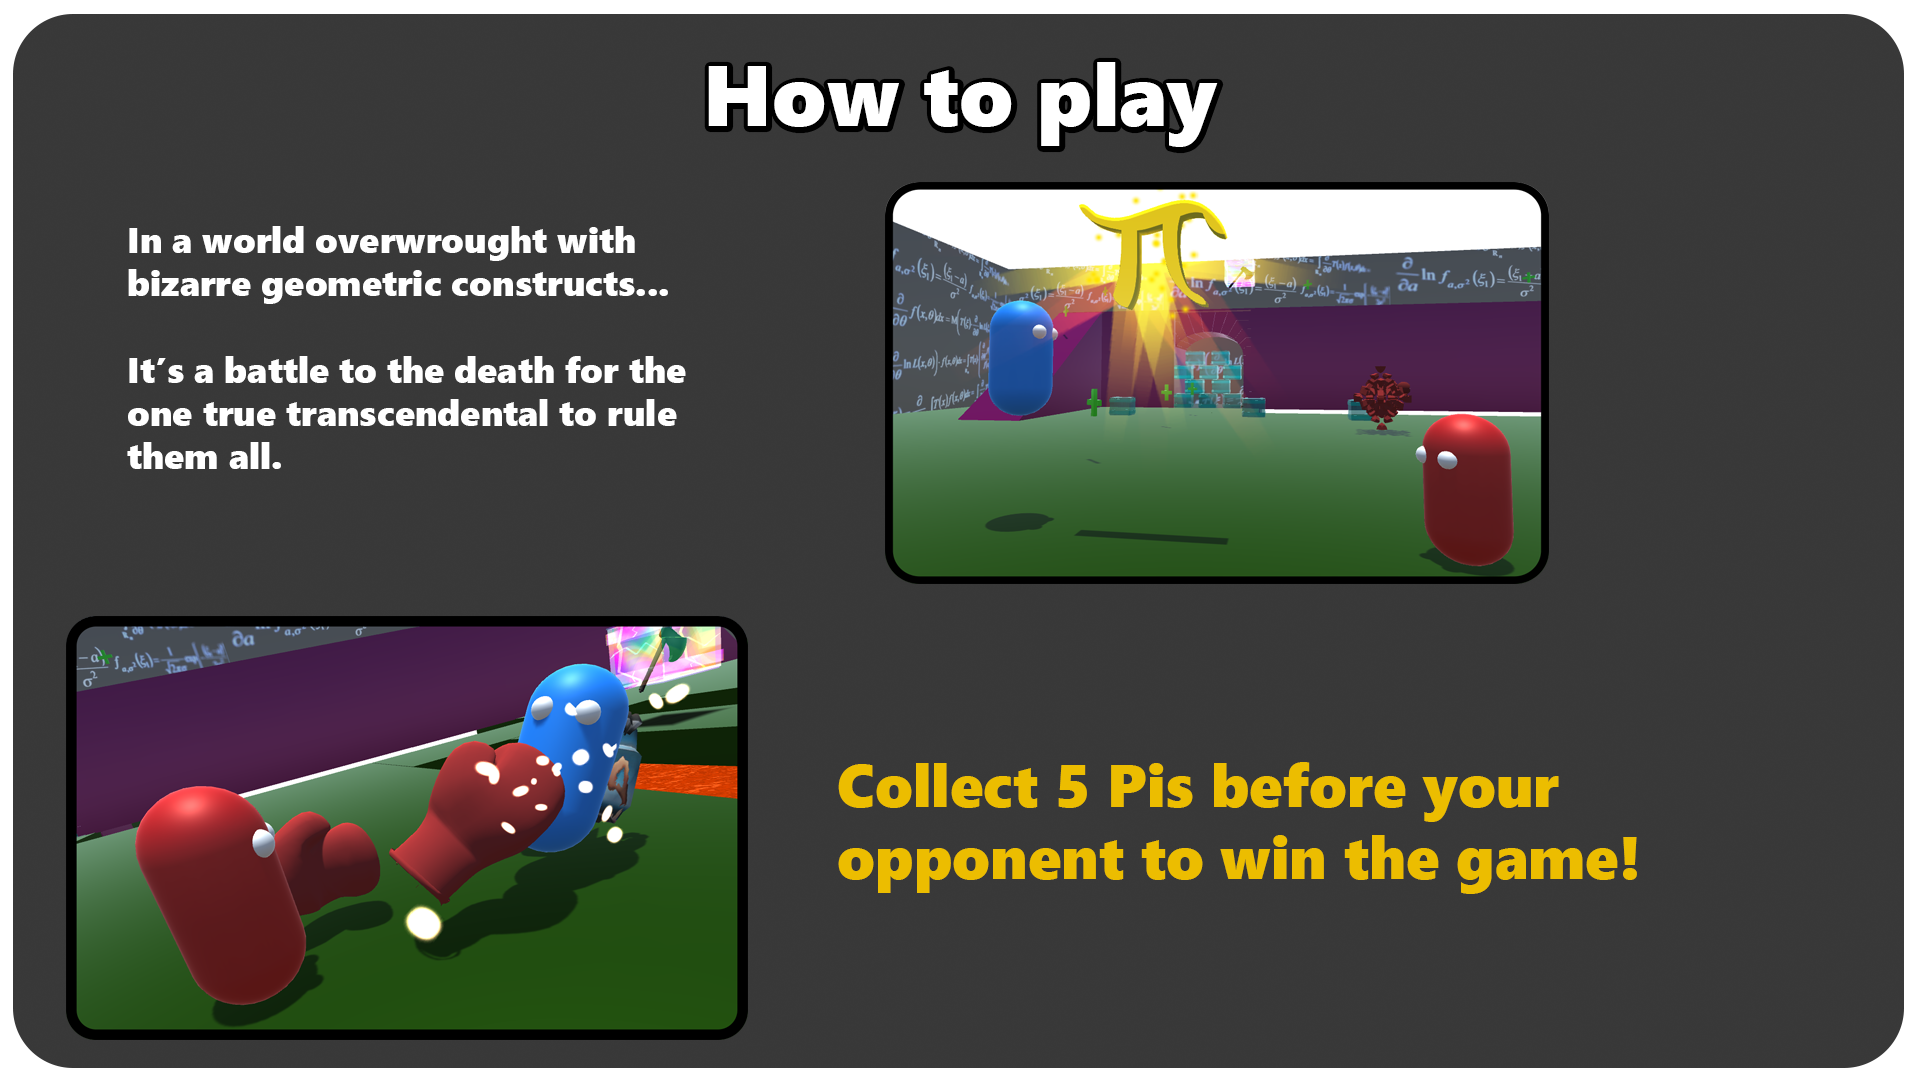 How to play
In a world overwrought with
bizarre geometric constructs...
It's a battle to the death for the
one true transcendental to rule
them all.
π
Collect 5 Pis before your
opponent to win the game!